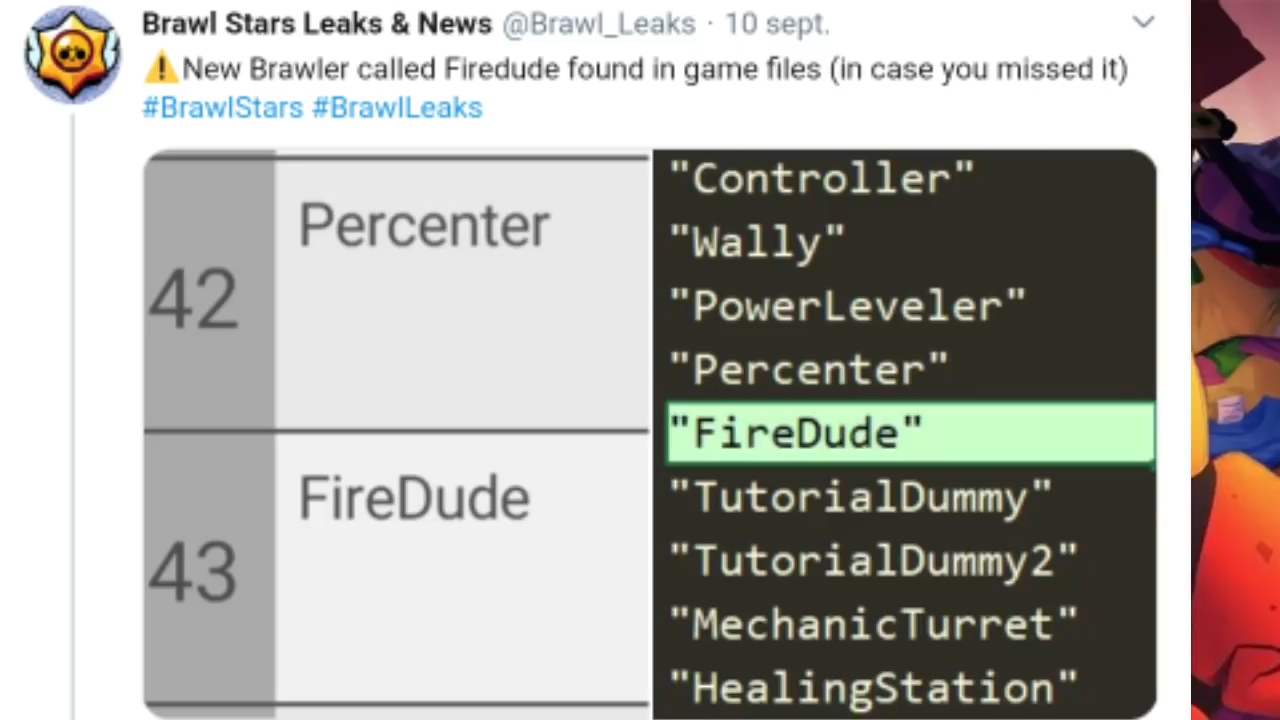 Brawl Stars Leaks & News @Brawl_Leaks · 10 sept.
⚠️New Brawler called Firedude found in game files (in case you missed it)
#BrawlStars #BrawlLeaks
42 Percenter
43 FireDude
"Controller"
"Wally"
"PowerLeveler"
"Percenter"
"FireDude"
"TutorialDummy"
"TutorialDummy2"
"MechanicTurret"
"HealingStation"